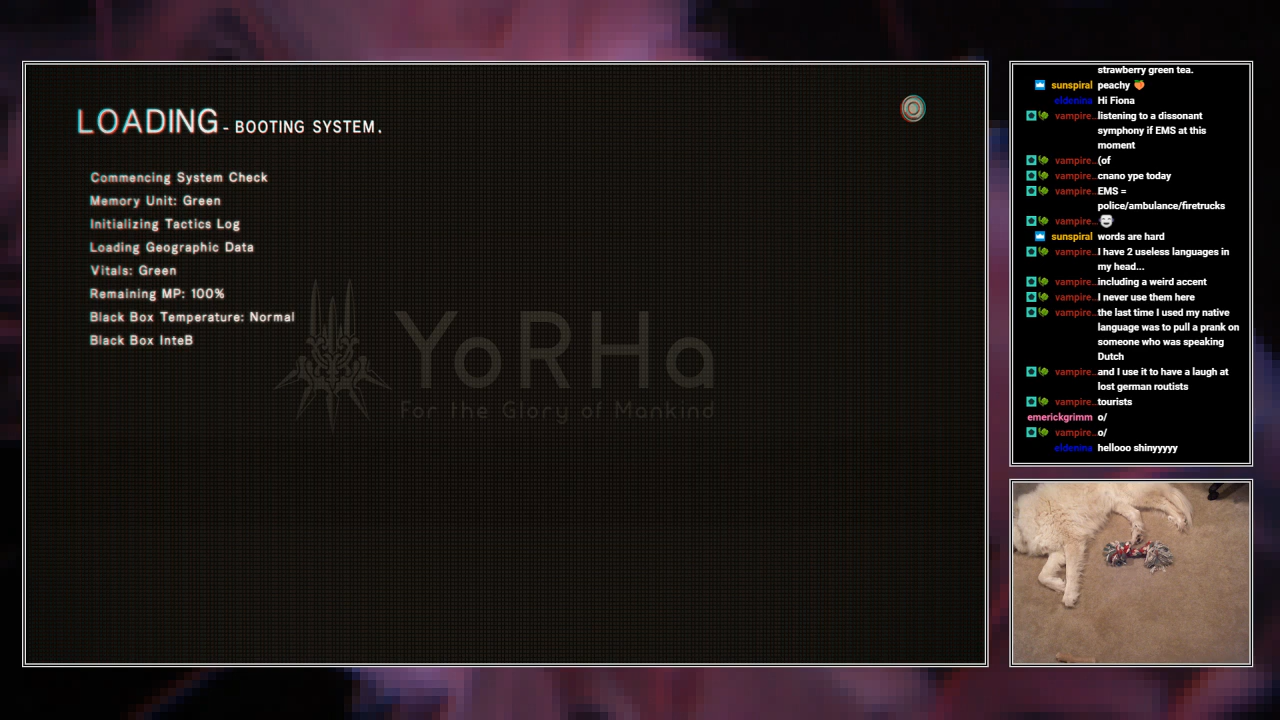 LOADING - BOOTING SYSTEM.
Commencing System Check
Memory Unit: Green
Initializing Tactics Log
Loading Geographic Data
Vitals: Green
Remaining MP: 100%
Black Box Temperature: Normal
Black Box InteB
YoRHa
For the Glory of Mankind
strawberry green tea.
sunspiral peachy 🍑
eldenina Hi Fiona
vampire... listening to a dissonant
symphony if EMS at this
moment
vampire... (of
vampire... cnano ype today
vampire... EMS =
police/ambulance/firetrucks
vampire...
sunspiral words are hard
vampire... I have 2 useless languages in
my head...
vampire... including a weird accent
vampire... I never use them here
vampire... the last time I used my native
language was to pull a prank on
someone who was speaking
Dutch
vampire... and I use it to have a laugh at
lost german routists
vampire... tourists
emerickgrimm o/
vampire... o/
eldenina hellooo shinyyyyy